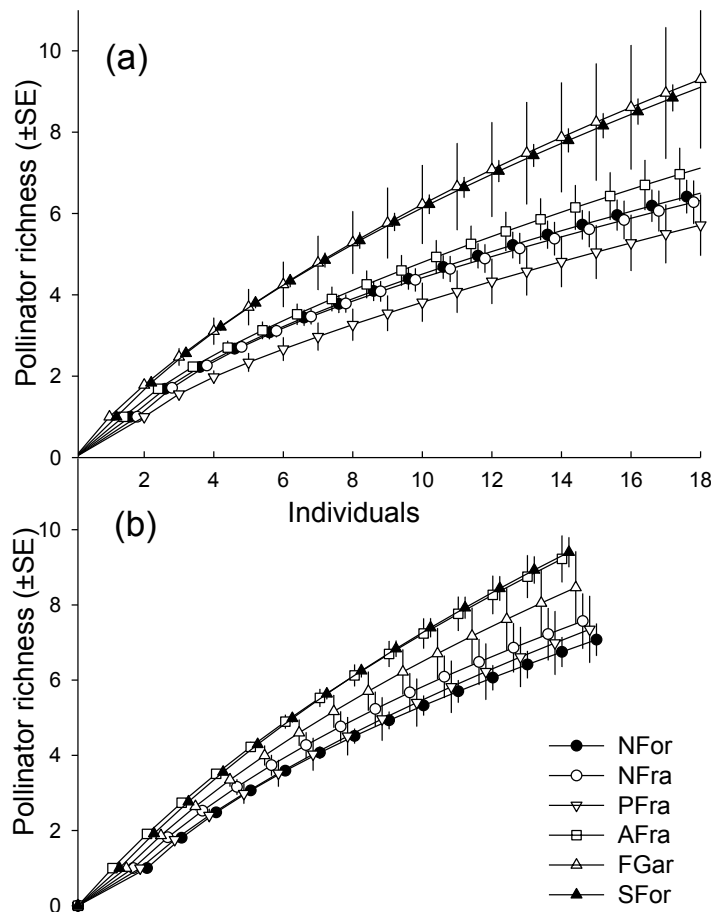 10
8
6
4
2
0
Pollinator richness (±SE)
(a)
2 4 6 8 10 12 14 16 18
Individuals
10
8
6
4
2
0
Pollinator richness (±SE)
(b)
NFor
NFra
PFra
AFra
FGar
SFor